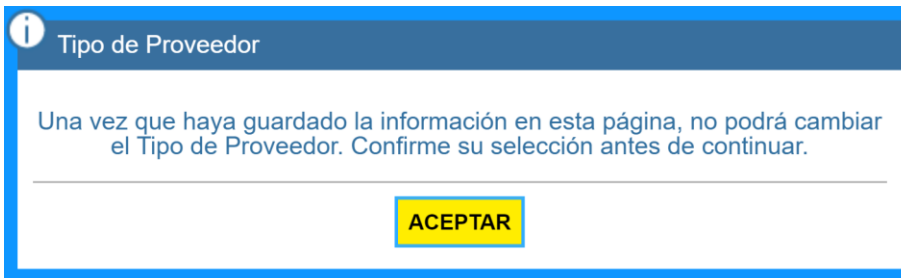 i
Tipo de Proveedor
Una vez que haya guardado la información en esta página, no podrá cambiar
el Tipo de Proveedor. Confirme su selección antes de continuar.
ACEPTAR